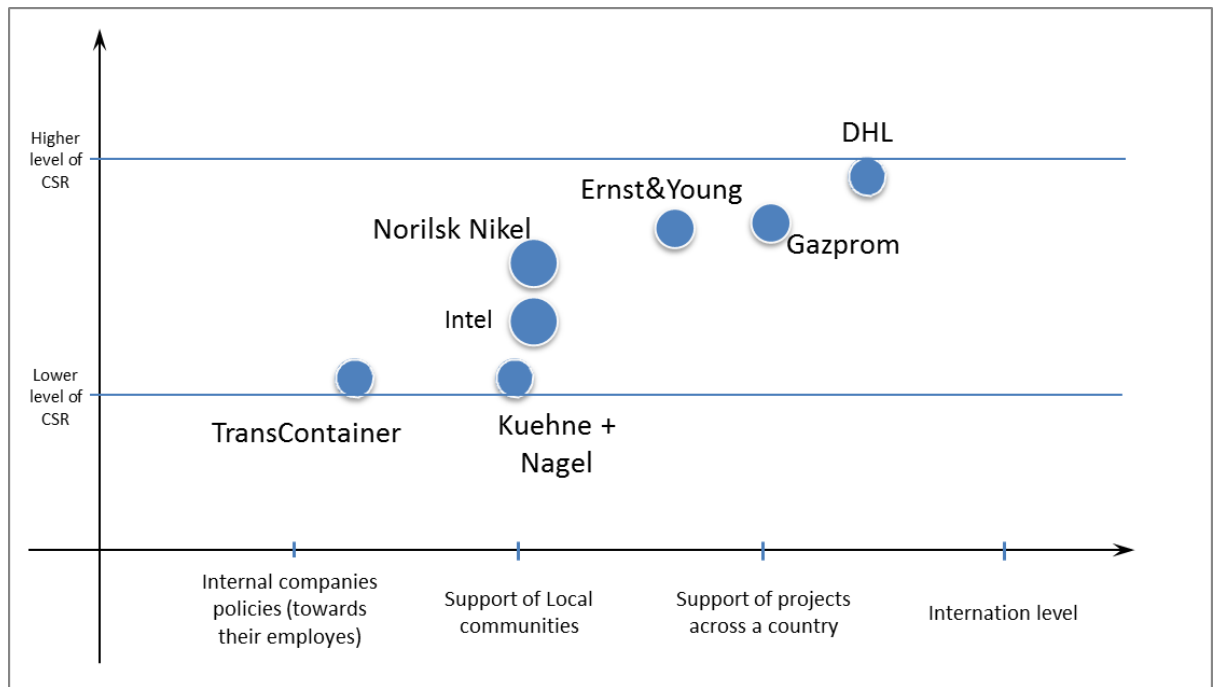 DHL
Higher
level of
CSR
Ernst&Young
Norilsk Nikel
Gazprom
Intel
Lower
level of
CSR
TransContainer
Kuehne +
Nagel
Internal companies
policies (towards
their employes)
Support of Local
communities
Support of projects
across a country
Internation level